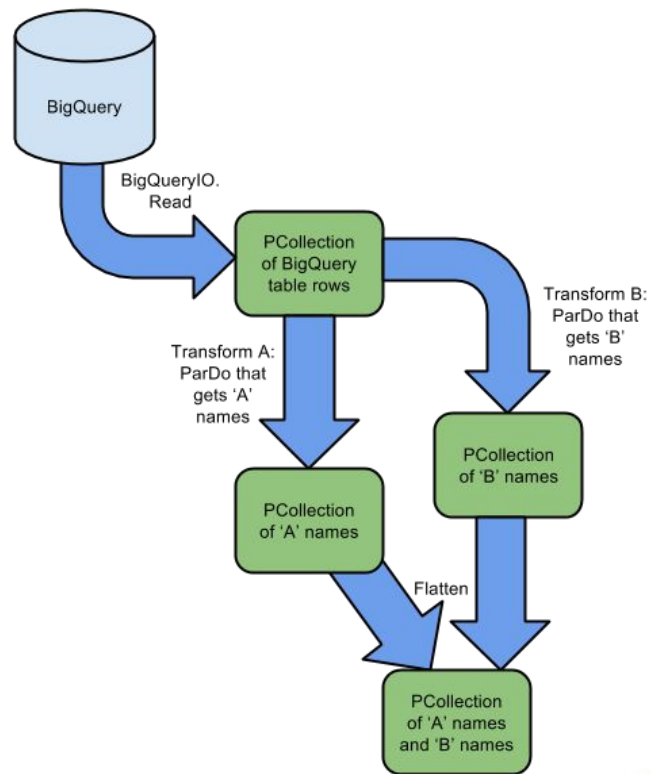 BigQuery
BigQueryIO.
Read
PCollection
of BigQuery
table rows
Transform A:
ParDo that
gets ‘A’
names
Transform B:
ParDo that
gets ‘B’
names
PCollection
of ‘A’ names
PCollection
of ‘B’ names
Flatten
PCollection
of ‘A’ names
and ‘B’ names